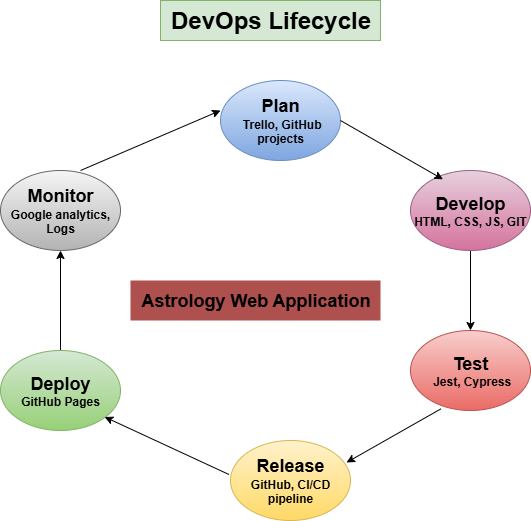 DevOps Lifecycle
Plan
Trello, GitHub
projects
Develop
HTML, CSS, JS, GIT
Test
Jest, Cypress
Release
GitHub, CI/CD
pipeline
Deploy
GitHub Pages
Monitor
Google analytics,
Logs
Astrology Web Application